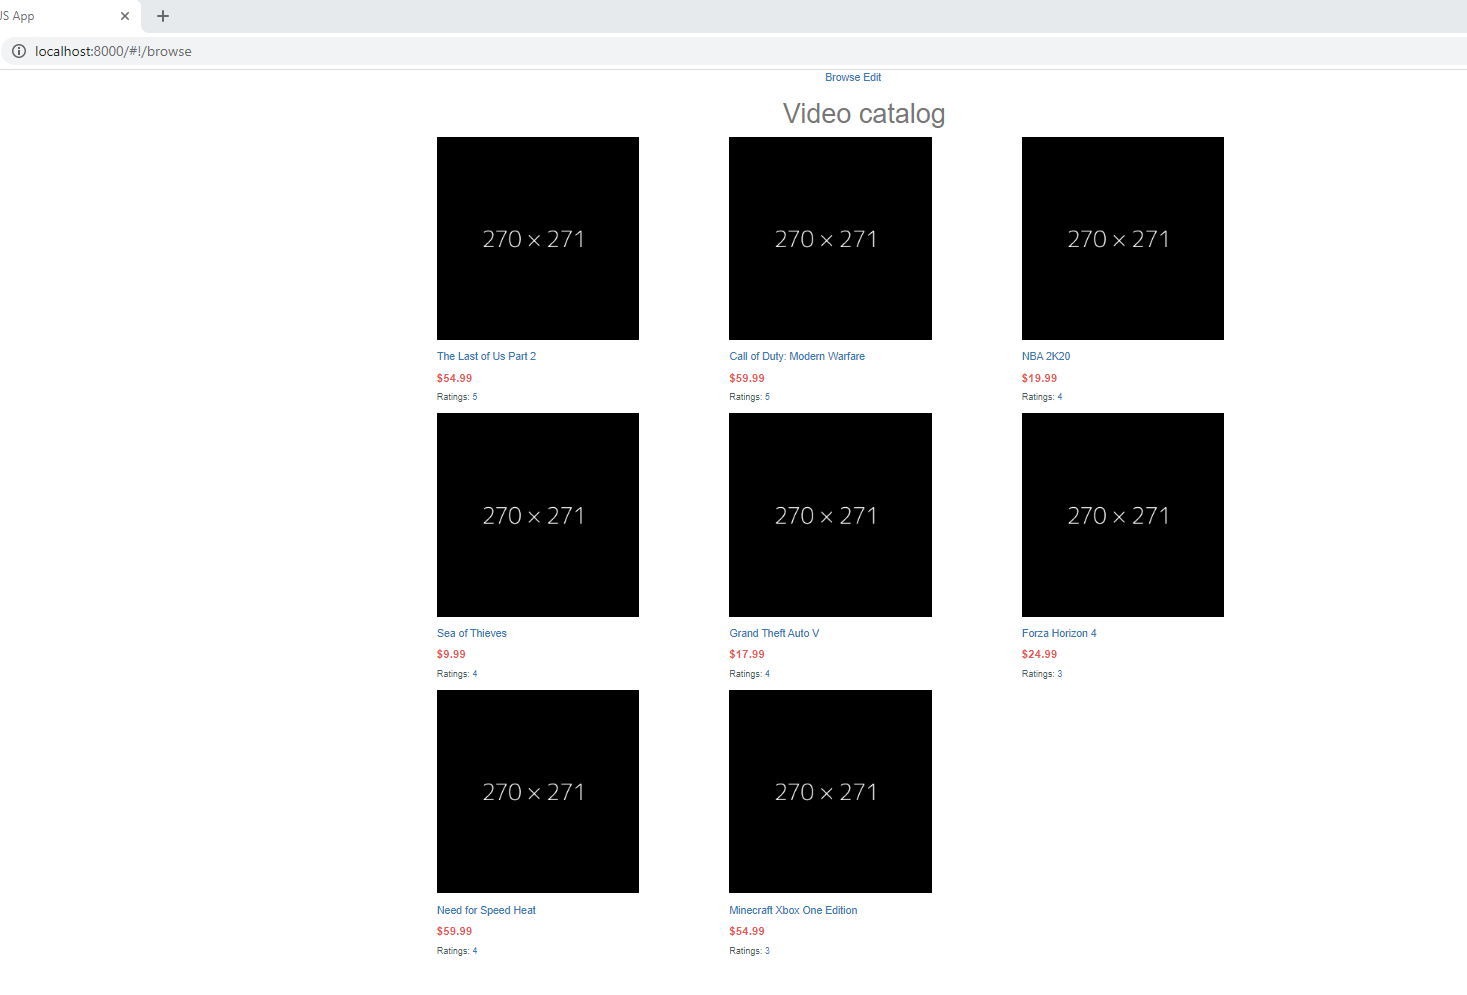 JS App
localhost:8000/#!/browse
Browse Edit
Video catalog
270 × 271
270 × 271
270 × 271
The Last of Us Part 2
$54.99
Ratings: 5
Call of Duty: Modern Warfare
$59.99
Ratings: 5
NBA 2K20
$19.99
Ratings: 4
270 × 271
270 × 271
270 × 271
Sea of Thieves
$9.99
Ratings: 4
Grand Theft Auto V
$17.99
Ratings: 4
Forza Horizon 4
$24.99
Ratings: 3
270 × 271
270 × 271
Need for Speed Heat
$59.99
Ratings: 4
Minecraft Xbox One Edition
$54.99
Ratings: 3